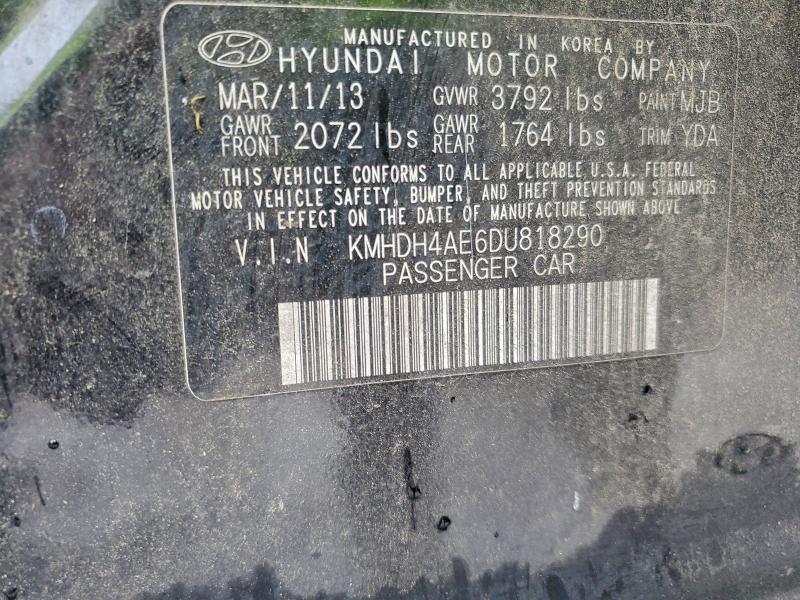 MANUFACTURED IN KOREA BY
HYUNDAI MOTOR COMPANY
MAR/11/13 GVWR 3792 lbs PAINT MJB
GAWR FRONT 2072 lbs GAWR REAR 1764 lbs TRIM YDA
THIS VEHICLE CONFORMS TO ALL APPLICABLE U.S.A. FEDERAL
MOTOR VEHICLE SAFETY, BUMPER, AND THEFT PREVENTION STANDARDS
IN EFFECT ON THE DATE OF MANUFACTURE SHOWN ABOVE
V.I.N KMHDH4AE6DU818290
PASSENGER CAR